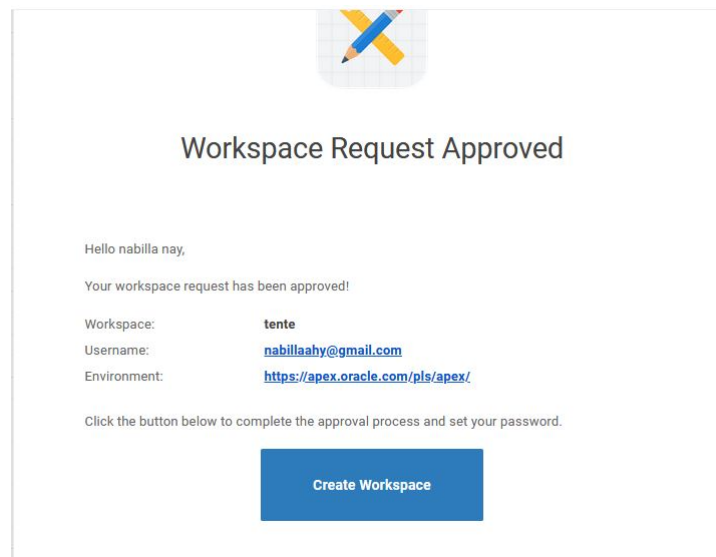 Workspace Request Approved
Hello nabilla nay,
Your workspace request has been approved!
Workspace: tente
Username: nabillaahy@gmail.com
Environment: https://apex.oracle.com/pls/apex/
Click the button below to complete the approval process and set your password.
Create Workspace